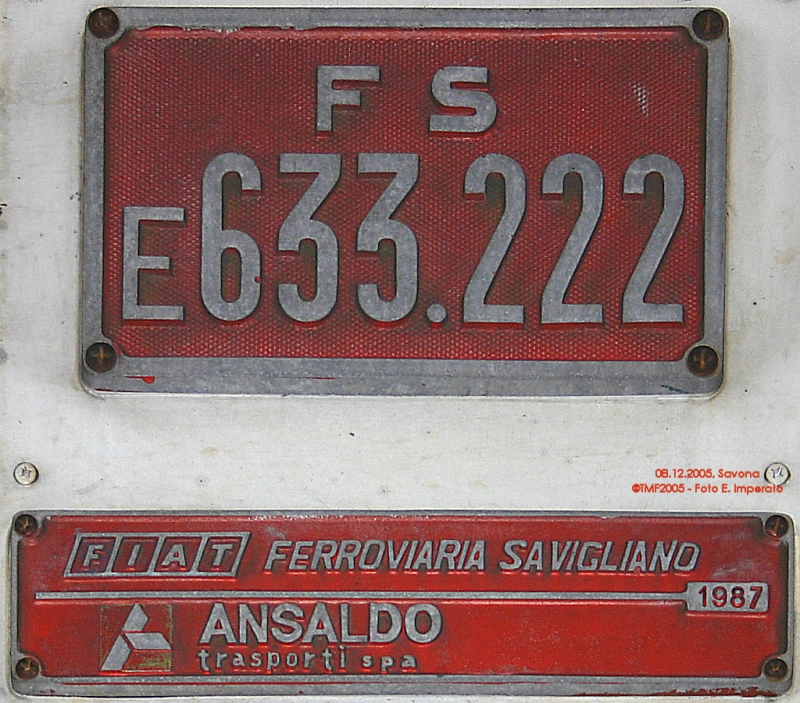 FS
E633.222
08.12.2005, Savona
©TMF2005 - Foto E. Imperato
FIAT FERROVIARIA SAVIGLIANO
1987
ANSALDO
trasporti spa